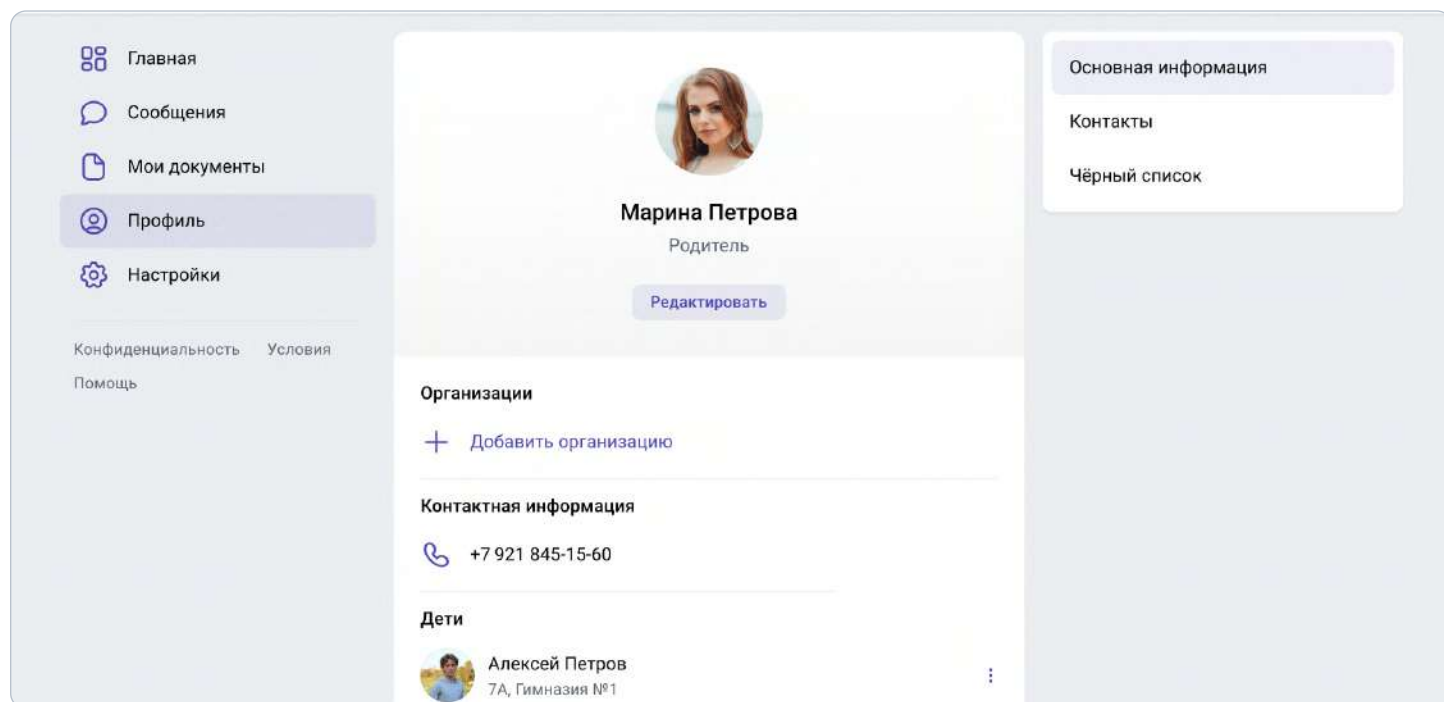 Главная
Сообщения
Мои документы
Профиль
Настройки
Конфиденциальность Условия
Помощь
Марина Петрова
Родитель
Редактировать
Организации
Добавить организацию
Контактная информация
+7 921 845-15-60
Дети
Алексей Петров
7А, Гимназия №1
Основная информация
Контакты
Чёрный список